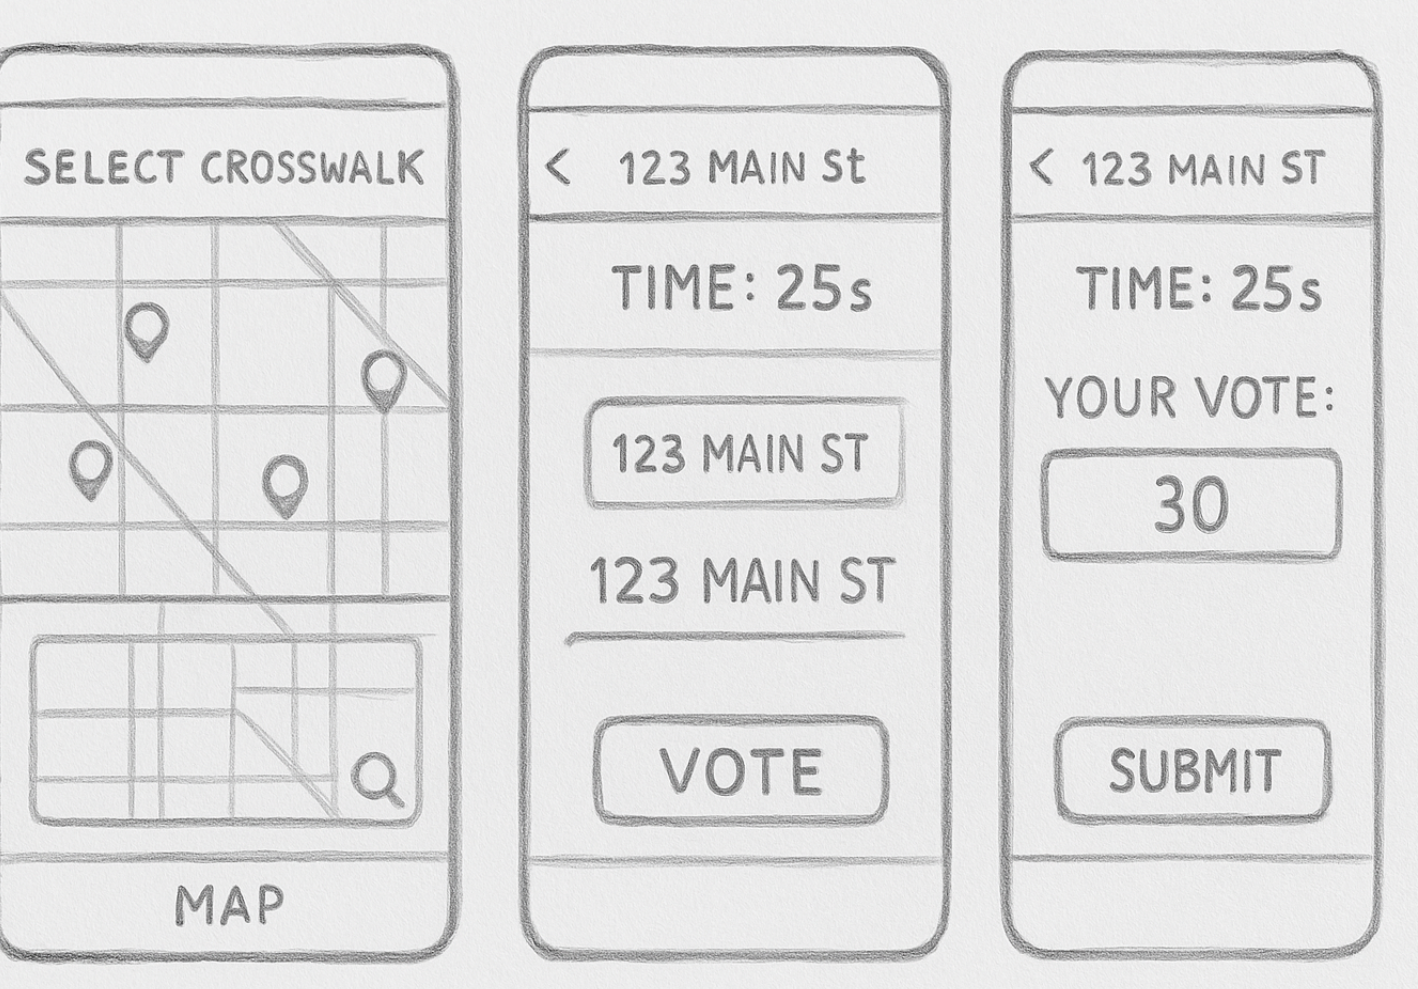 SELECT CROSSWALK
MAP
< 123 MAIN St
TIME: 25s
123 MAIN ST
123 MAIN ST
VOTE
< 123 MAIN ST
TIME: 25s
YOUR VOTE:
30
SUBMIT